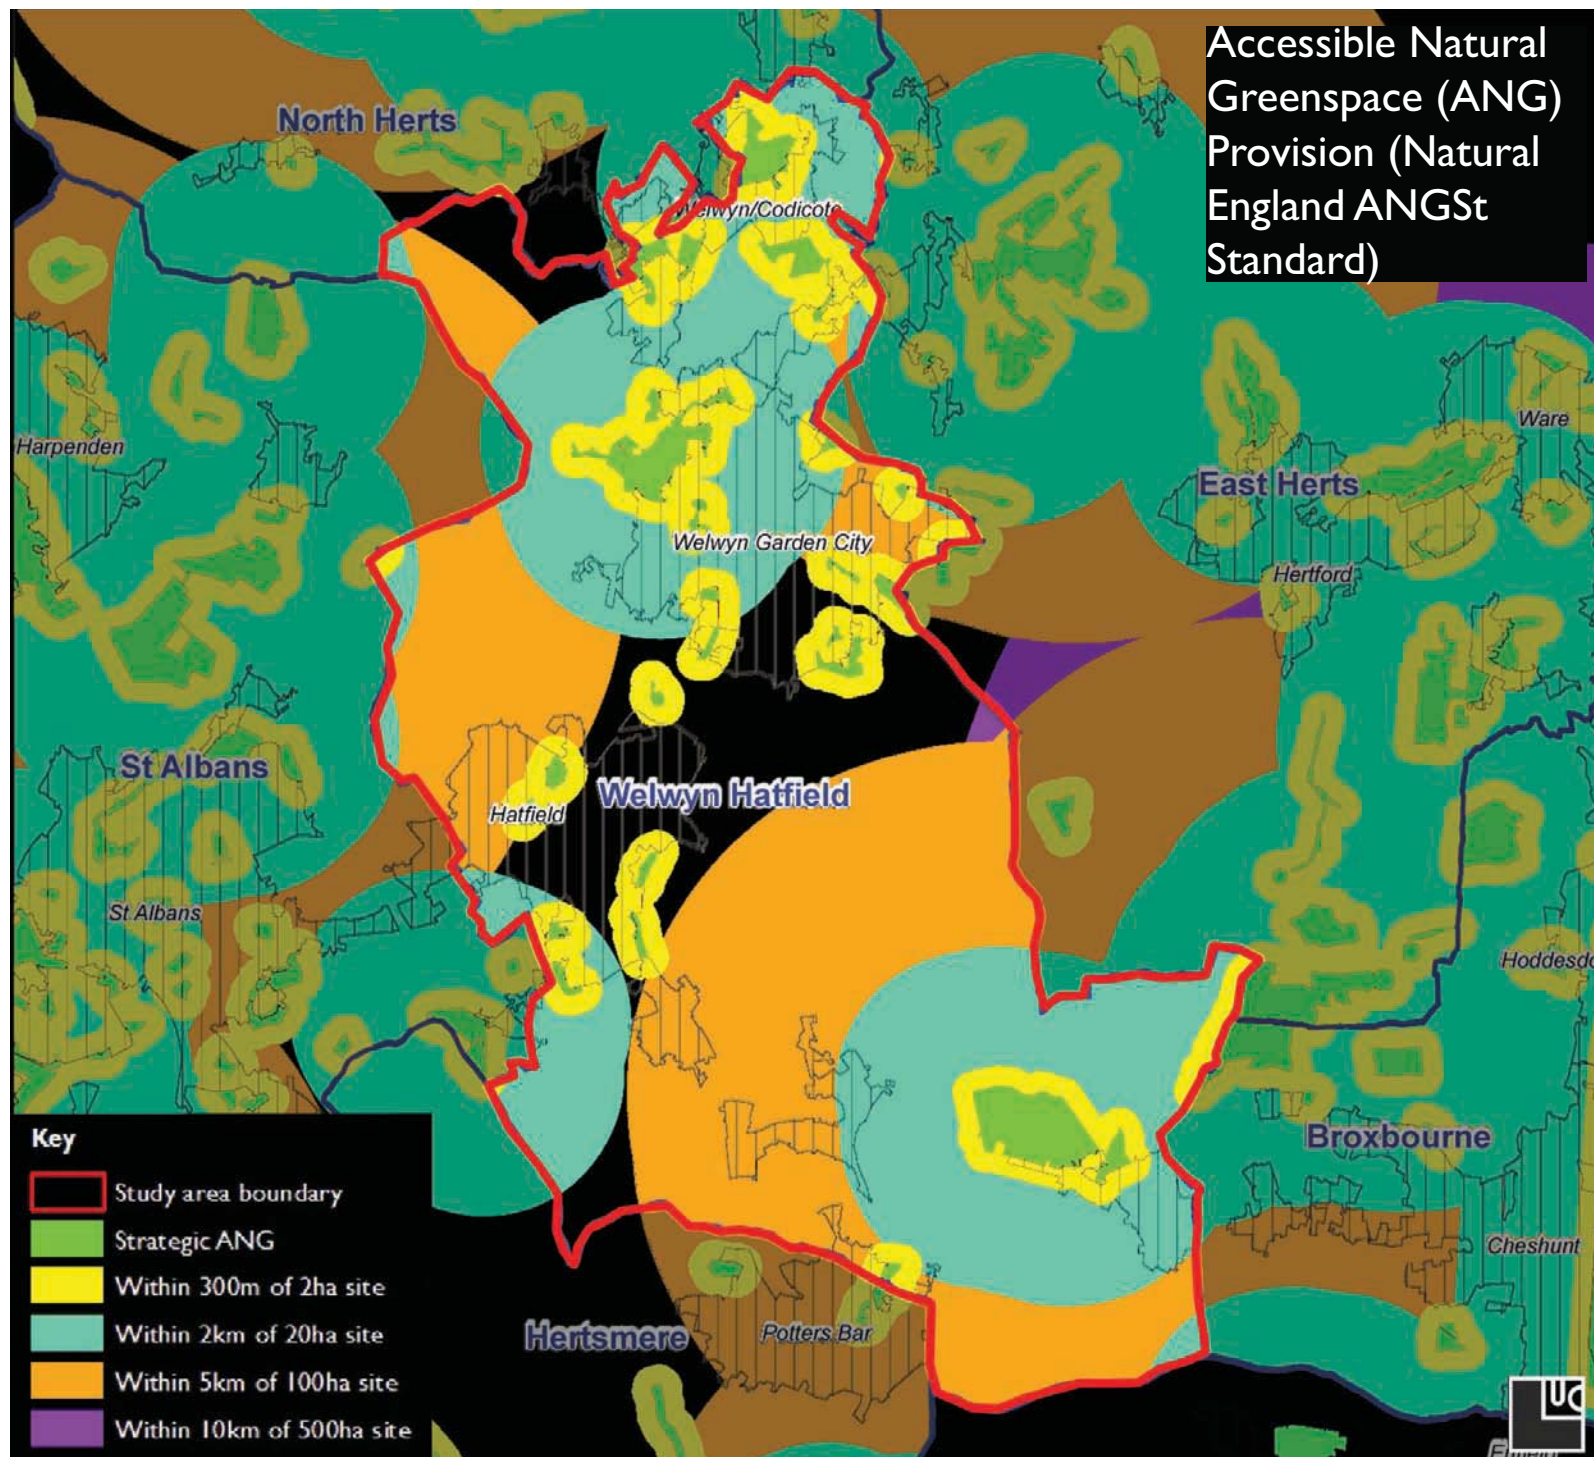 Accessible Natural
Greenspace (ANG)
Provision (Natural
England ANGSt
Standard)
North Herts
Welwyn/Codicote
Harpenden
Ware
East Herts
Welwyn Garden City
Hertford
St Albans
Welwyn Hatfield
Hatfield
St Albans
Hoddesdo
Broxbourne
Cheshunt
Hertsmere
Potters Bar
Key
Study area boundary
Strategic ANG
Within 300m of 2ha site
Within 2km of 20ha site
Within 5km of 100ha site
Within 10km of 500ha site
LUC